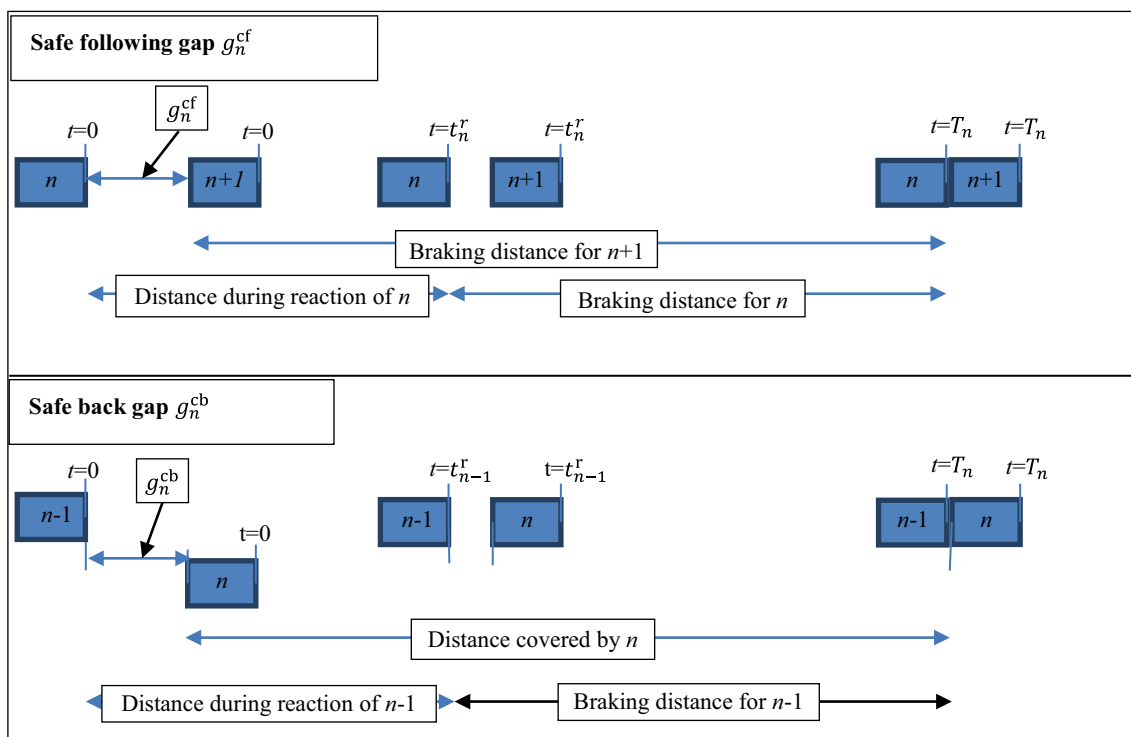 Safe following gap g_n^cf
g_n^cf
t=0 t=0 t=t_n^r t=t_n^r t=T_n t=T_n
n n+1 n n+1 n n+1
Braking distance for n+1
Distance during reaction of n Braking distance for n
Safe back gap g_n^cb
t=0 g_n^cb t=t_{n-1}^r t=t_{n-1}^r t=T_n t=T_n
n-1 n-1 n n-1 n
t=0
n
Distance covered by n
Distance during reaction of n-1 Braking distance for n-1